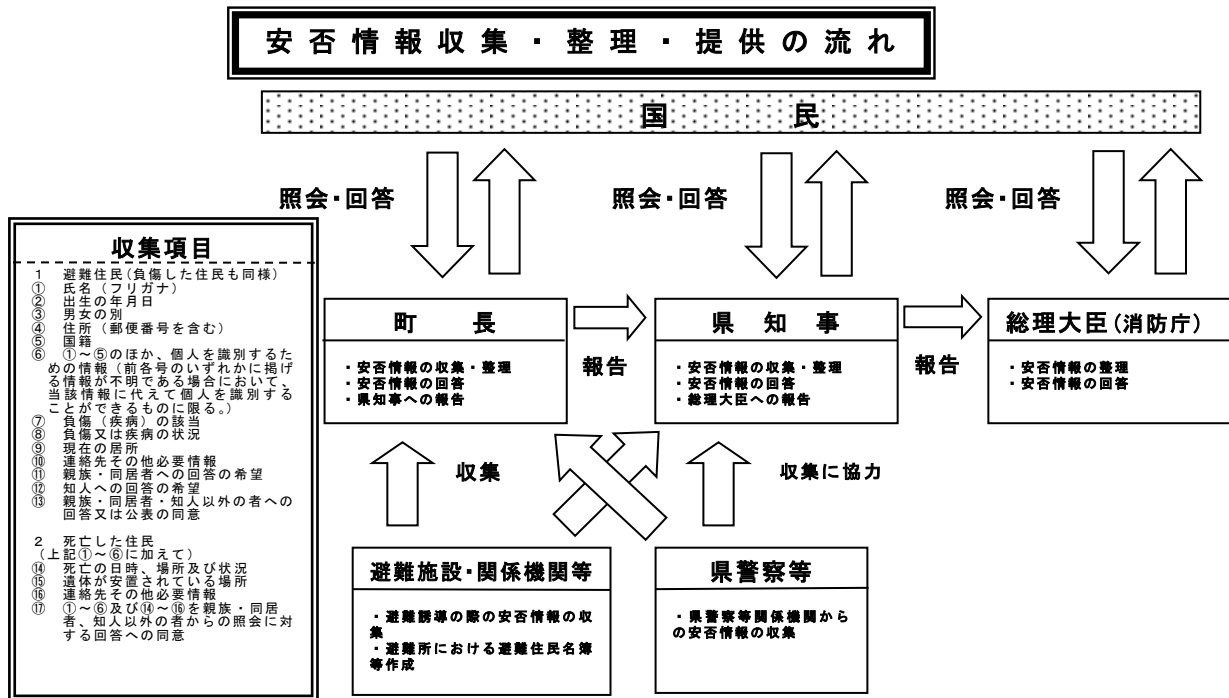 安否情報収集・整理・提供の流れ
国民
照会・回答
照会・回答
照会・回答
収集項目
1 避難住民(負傷した住民も同様)
① 氏名(フリガナ)
② 出生の年月日
③ 男女の別
④ 住所(郵便番号を含む)
⑤ 国籍
⑥ ①~⑤のほか、個人を識別するた
めの情報(前各号のいずれかに掲げ
る情報が不明である場合において、
当該情報に代えて個人を識別する
ことができるものに限る。)
⑦ 負傷(疾病)の該当
⑧ 負傷又は疾病の状況
⑨ 現在の居所
⑩ 連絡先その他必要情報
⑪ 親族・同居者への回答の希望
⑫ 知人への回答の希望
⑬ 親族・同居者・知人以外の者への
回答又は公表の同意
2 死亡した住民
(上記①~⑥に加えて)
⑭ 死亡の日時、場所及び状況
⑮ 遺体が安置されている場所
⑯ 連絡先その他必要情報
⑰ ①~⑥及び⑭~⑯を親族・同居
者、知人以外の者からの照会に対
する回答への同意
町長
・安否情報の収集・整理
・安否情報の回答
・県知事への報告
報告
県知事
・安否情報の収集・整理
・安否情報の回答
・総理大臣への報告
報告
総理大臣(消防庁)
・安否情報の整理
・安否情報の回答
収集
収集に協力
避難施設・関係機関等
・避難誘導の際の安否情報の収
集
・避難所における避難住民名簿
等作成
県警察等
・県警察等関係機関から
の安否情報の収集